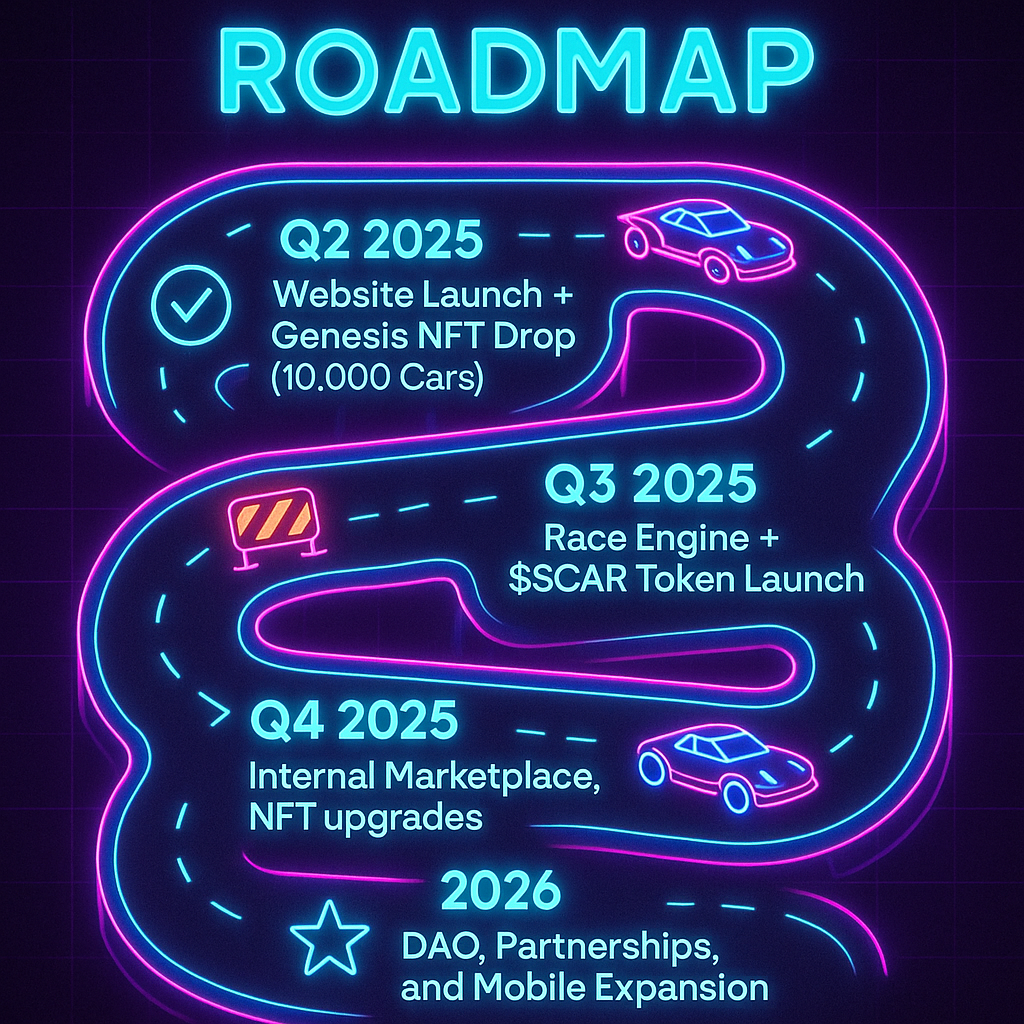 ROADMAP
Q2 2025
Website Launch +
Genesis NFT Drop
(10.000 Cars)
Q3 2025
Race Engine +
$SCAR Token Launch
Q4 2025
Internal Marketplace,
NFT upgrades
2026
DAO, Partnerships,
and Mobile Expansion